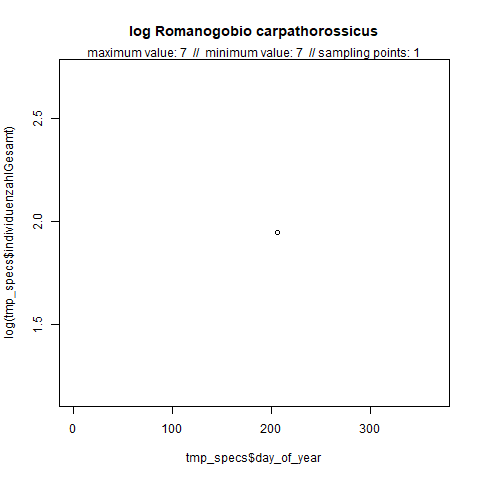 log Romanogobio carpathorossicus
maximum value: 7 // minimum value: 7 // sampling points: 1
log(tmp_specs$individuenzahlGesamt)
2.5
2.0
1.5
0 100 200 300
tmp_specs$day_of_year